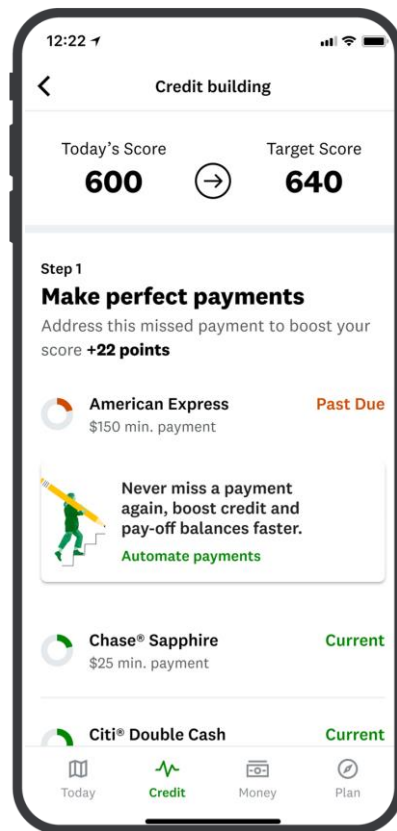 12:22
Credit building
Today's Score
600
Target Score
640
Step 1
Make perfect payments
Address this missed payment to boost your
score +22 points
American Express
Past Due
$150 min. payment
Never miss a payment
again, boost credit and
pay-off balances faster.
Automate payments
Chase® Sapphire
Current
$25 min. payment
Citi® Double Cash
Current
Today
Credit
Money
Plan